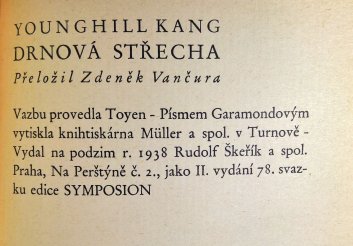 YOUNGHILL KANG
DRNOVÁ STŘECHA
Přeložil Zdeněk Vančura
Vazbu provedla Toyen - Písmem Garamondovým
vytiskla knihtiskárna Müller a spol. v Turnově -
Vydal na podzim r. 1938 Rudolf Škeřík a spol.
Praha, Na Perštýně č. 2., jako II. vydání 78. svaz-
ku edice SYMPOSION